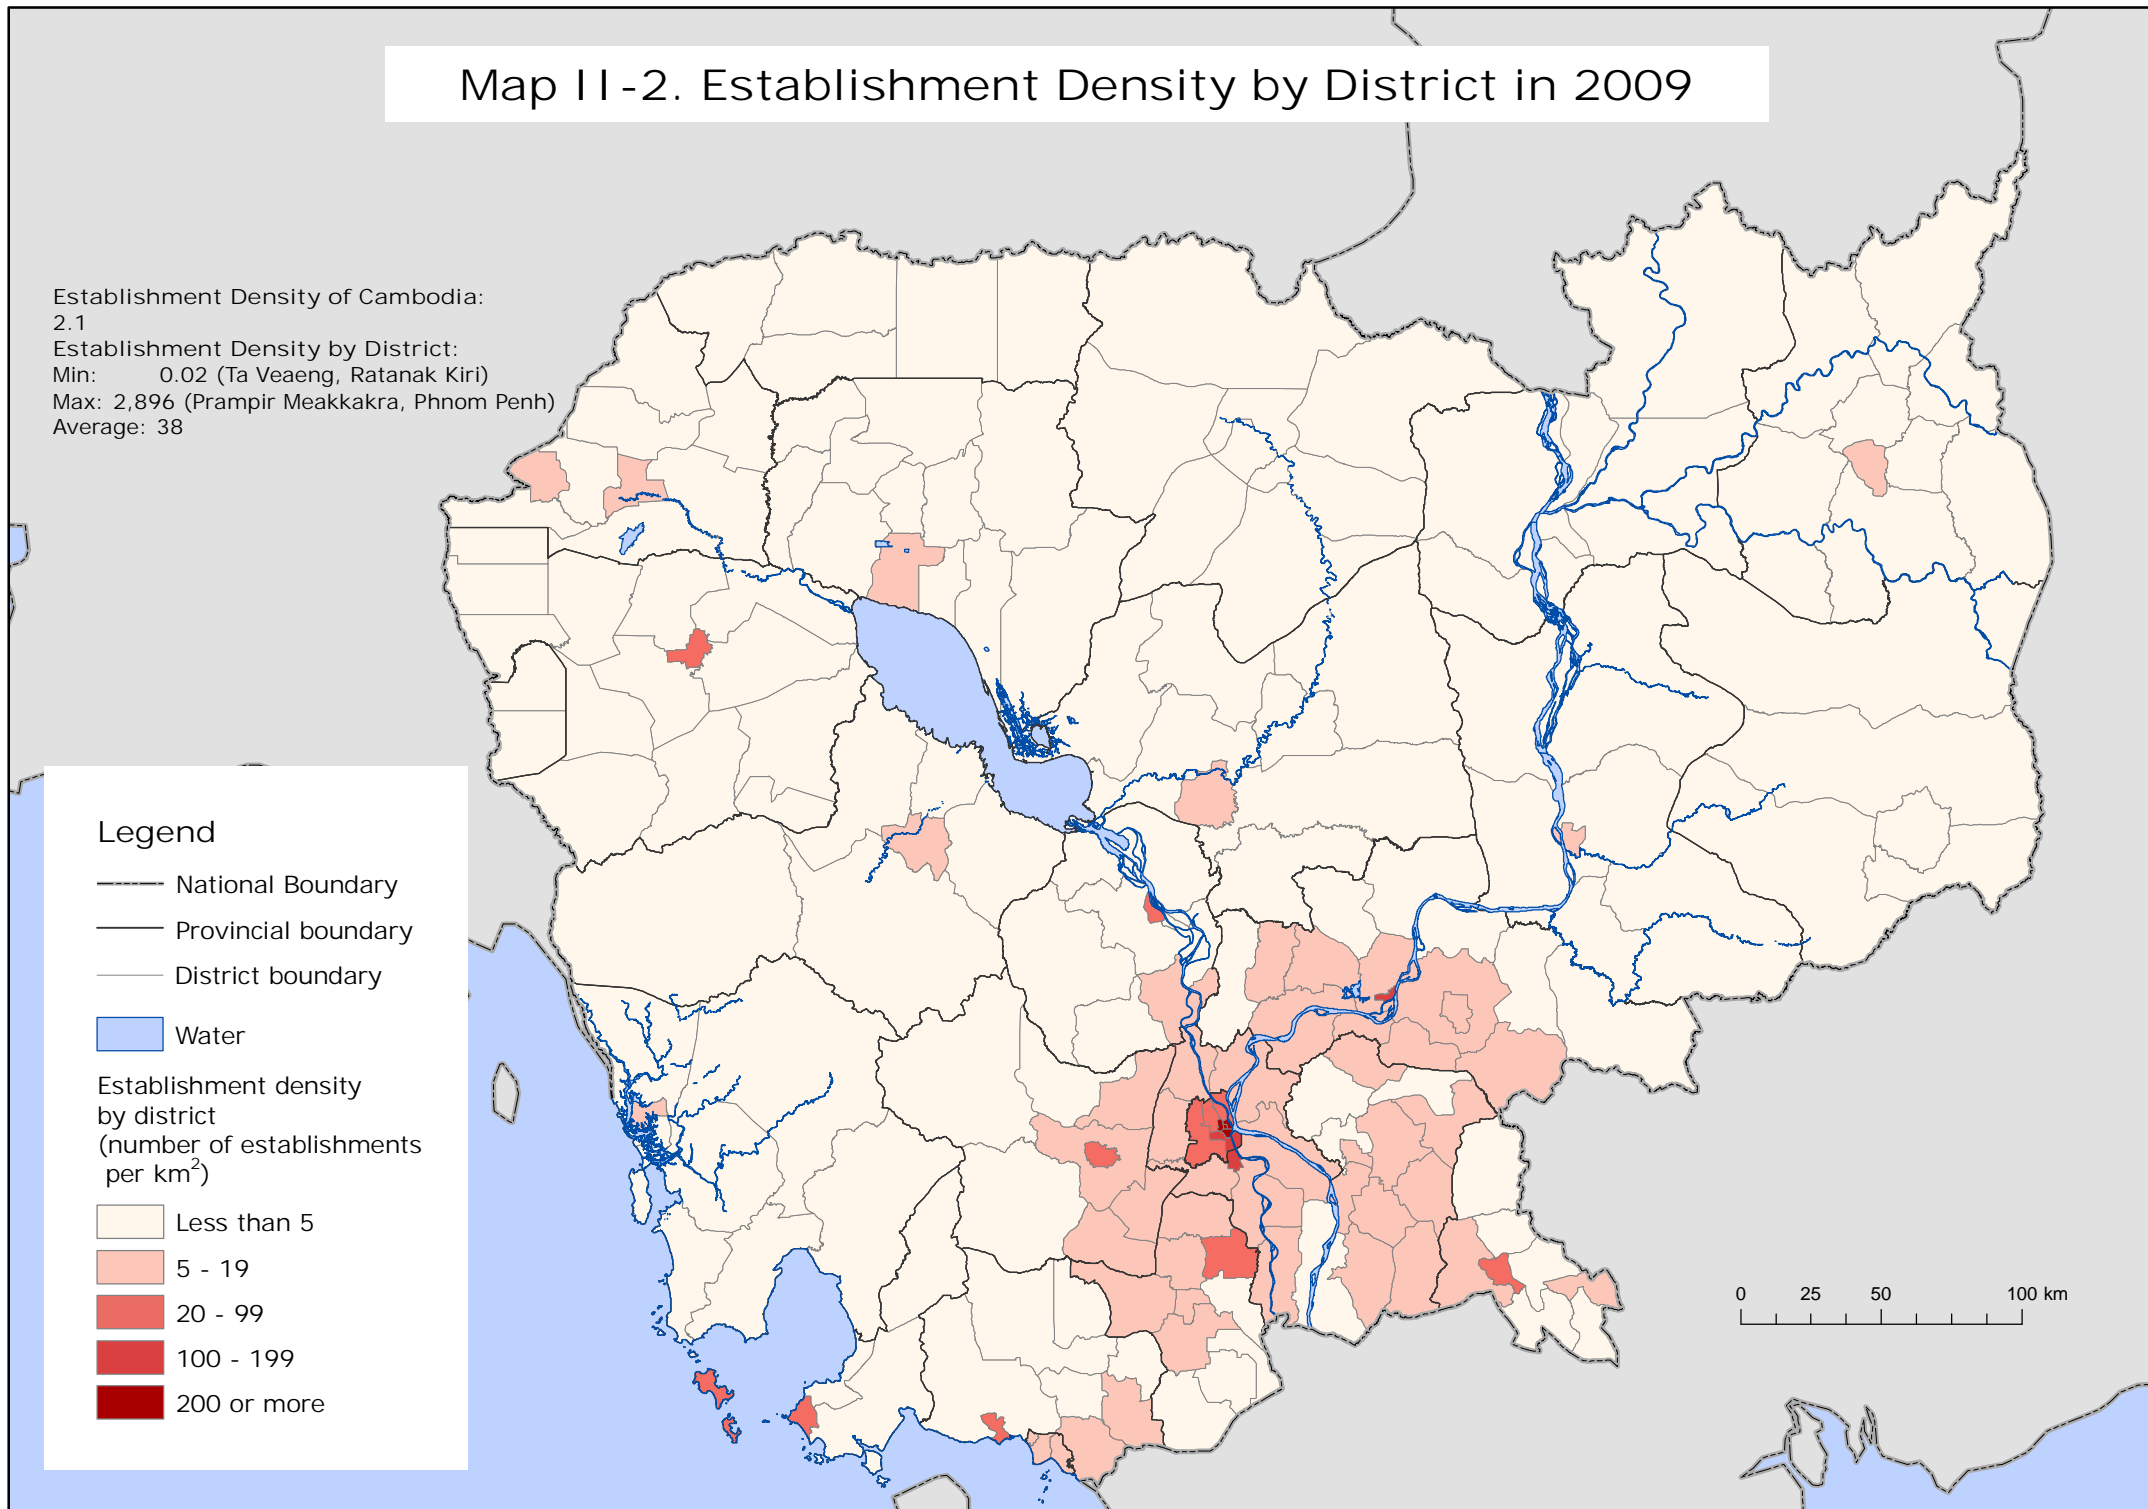 Map II-2. Establishment Density by District in 2009
Establishment Density of Cambodia:
2.1
Establishment Density by District:
Min: 0.02 (Ta Veaeng, Ratanak Kiri)
Max: 2,896 (Prampir Meakkakra, Phnom Penh)
Average: 38
Legend
National Boundary
Provincial boundary
District boundary
Water
Establishment density
by district
(number of establishments
per km²)
Less than 5
5 - 19
20 - 99
100 - 199
200 or more
0 25 50 100 km